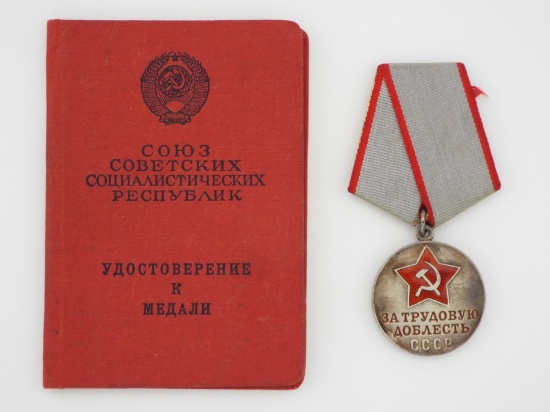 СОЮЗ
СОВЕТСКИХ
СОЦИАЛИСТИЧЕСКИХ
РЕСПУБЛИК
УДОСТОВЕРЕНИЕ
К
МЕДАЛИ
ЗА ТРУДОВУЮ
ДОБЛЕСТЬ
СССР